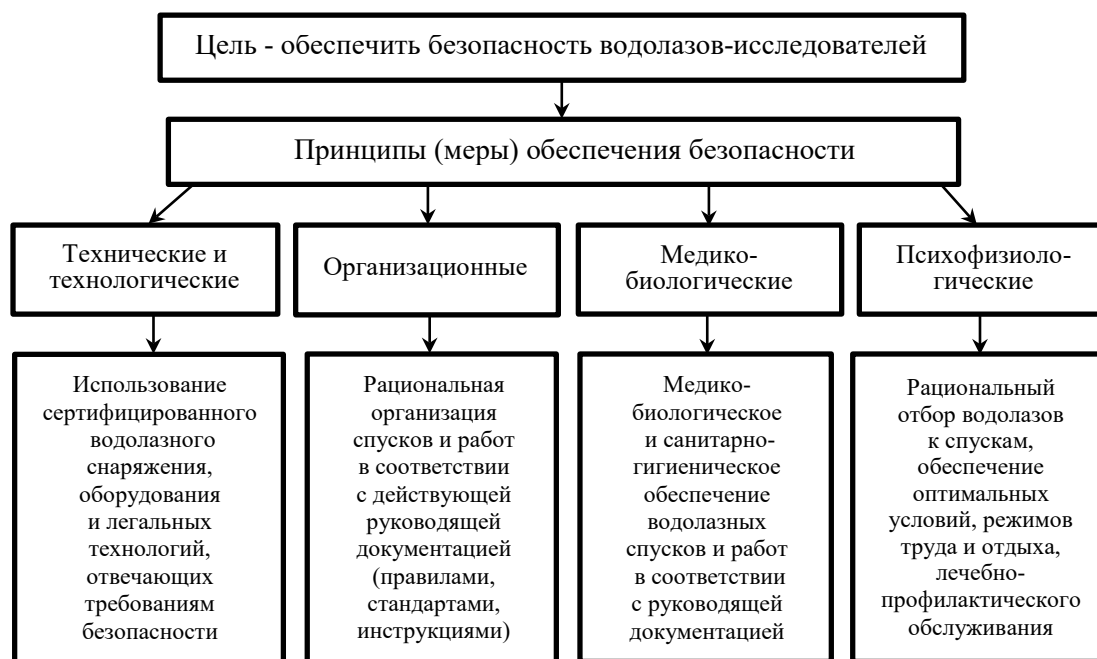 Цель - обеспечить безопасность водолазов-исследователей
Принципы (меры) обеспечения безопасности
Технические и
технологические
Организационные
Медико-
биологические
Психофизиоло-
гические
Использование
сертифицированного
водолазного
снаряжения,
оборудования
и легальных
технологий,
отвечающих
требованиям
безопасности
Рациональная
организация
спусков и работ
в соответствии
с действующей
руководящей
документацией
(правилами,
стандартами,
инструкциями)
Медико-
биологическое
и санитарно-
гигиеническое
обеспечение
водолазных
спусков и работ
в соответствии
с руководящей
документацией
Рациональный
отбор водолазов
к спускам,
обеспечение
оптимальных
условий, режимов
труда и отдыха,
лечебно-
профилактического
обслуживания